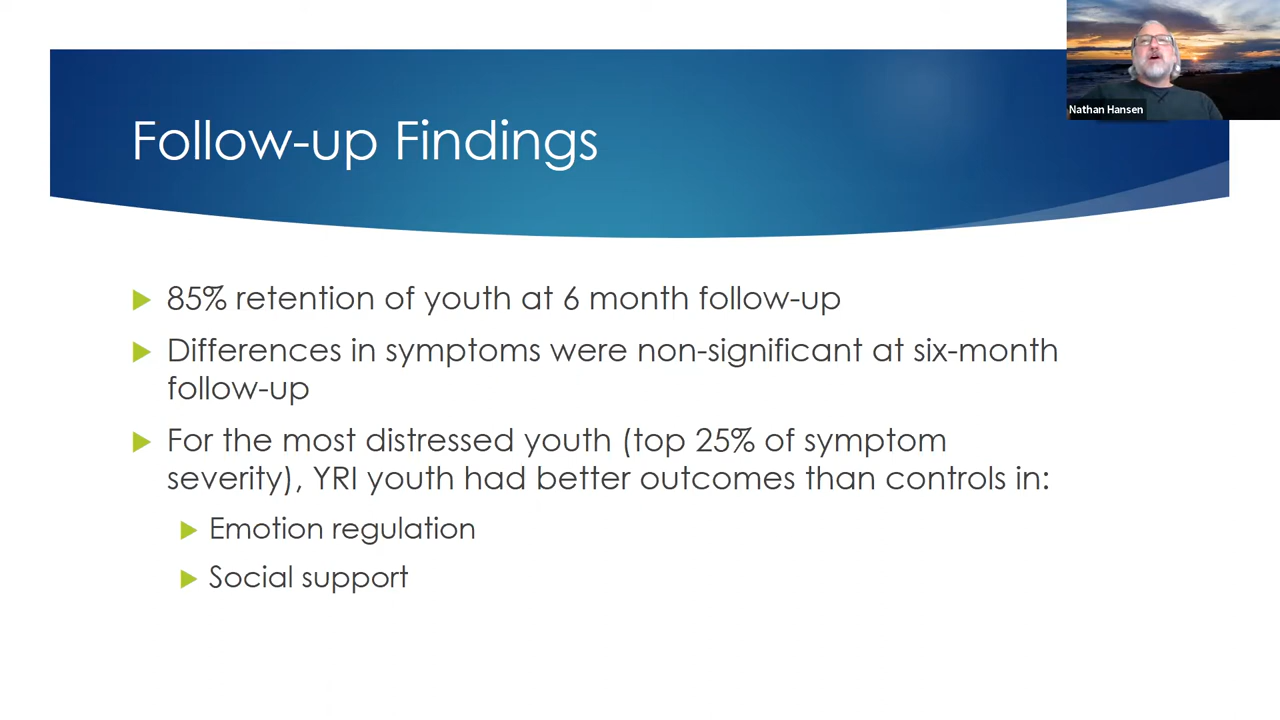 Nathan Hansen
Follow-up Findings
85% retention of youth at 6 month follow-up
Differences in symptoms were non-significant at six-month
follow-up
For the most distressed youth (top 25% of symptom
severity), YRI youth had better outcomes than controls in:
Emotion regulation
Social support